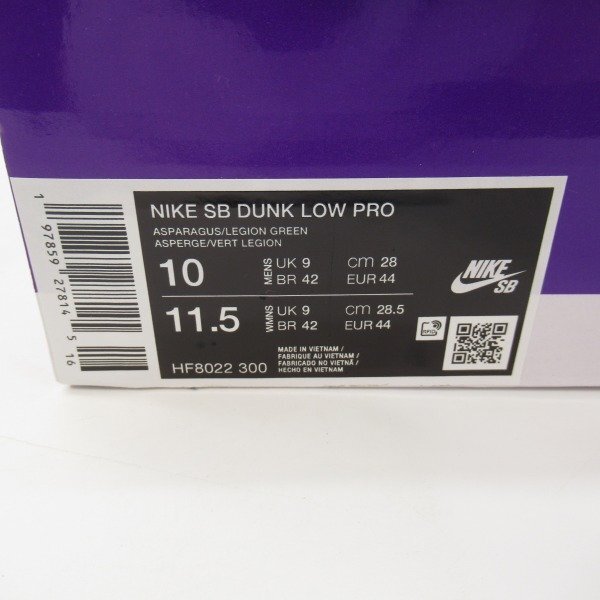 NIKE SB DUNK LOW PRO
ASPARAGUS/LEGION GREEN
ASPERGE/VERT LEGION
10 MENS UK 9 CM 28
BR 42 EUR 44
11.5 WMNS UK 9 CM 28.5
BR 42 EUR 44
NIKE
SB
RFID
MADE IN VIETNAM /
FABRIQUE AU VIETNAM /
FABRICADO NO VIETNÃ /
HECHO EN VIETNAM
HF8022 300
1 97859 27814 5 16